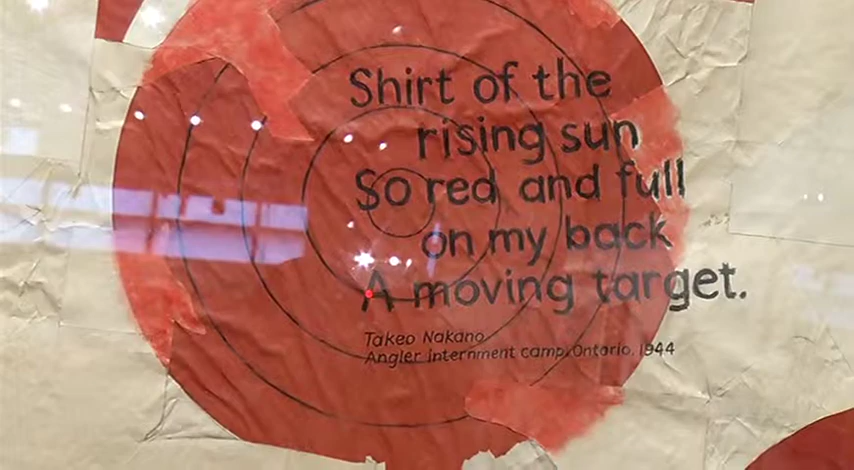 Shirt of the
rising sun
So red and full
on my back
A moving target.
Takeo Nakano
Angler internment camp, Ontario, 1944